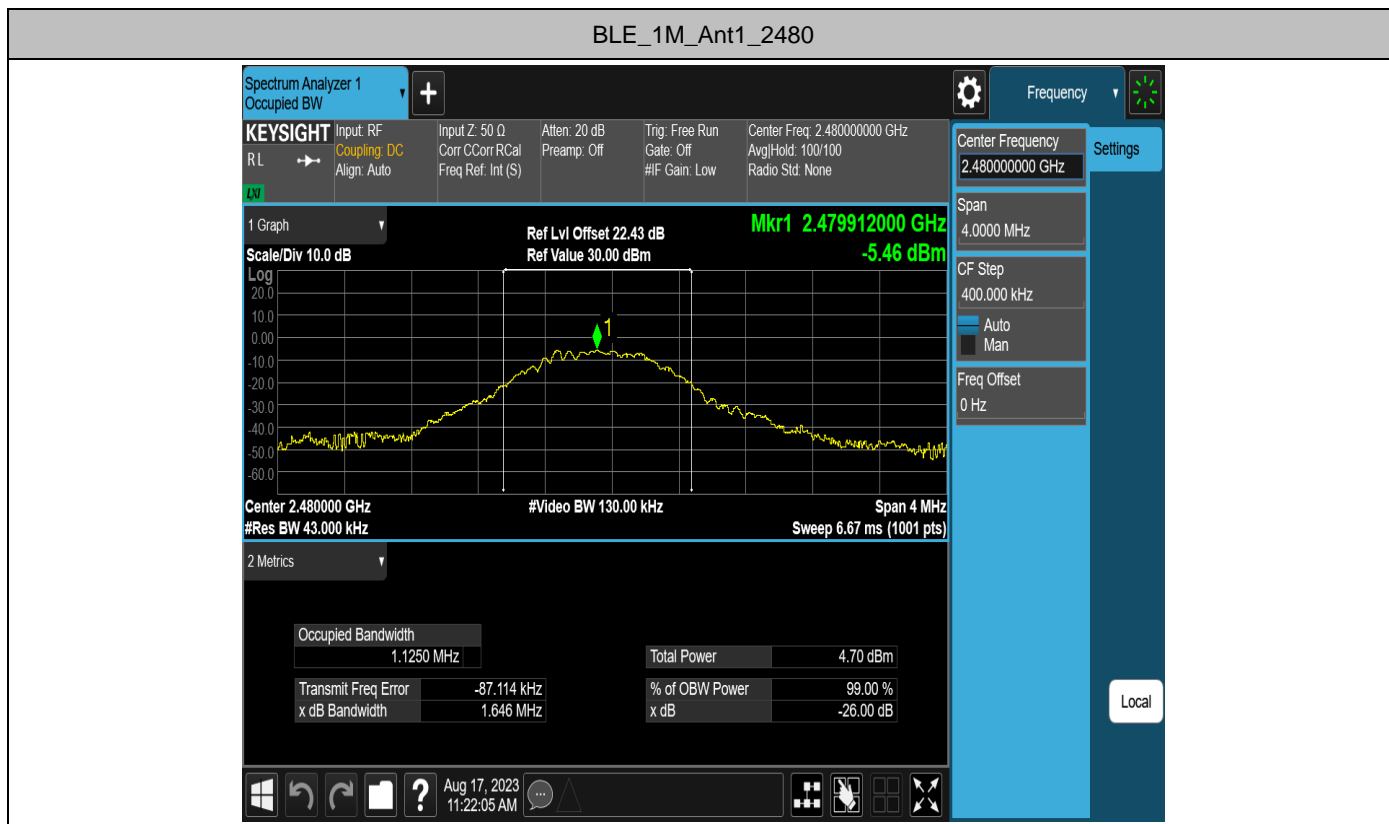 BLE_1M_Ant1_2480
Spectrum Analyzer 1
Occupied BW
+
Frequency
KEYSIGHT
R L
LXI
Input: RF
Coupling: DC
Align: Auto
Input Z: 50 Ω
Corr CCorr RCal
Freq Ref: Int (S)
Atten: 20 dB
Preamp: Off
Trig: Free Run
Gate: Off
#IF Gain: Low
Center Freq: 2.480000000 GHz
Avg|Hold: 100/100
Radio Std: None
Center Frequency
2.480000000 GHz
Settings
Span
4.0000 MHz
CF Step
400.000 kHz
Auto
Man
Freq Offset
0 Hz
Local
1 Graph
Scale/Div 10.0 dB
Ref Lvl Offset 22.43 dB
Ref Value 30.00 dBm
Mkr1 2.479912000 GHz
-5.46 dBm
Log
20.0
10.0
0.00
-10.0
-20.0
-30.0
-40.0
-50.0
-60.0
1
Center 2.480000 GHz
#Video BW 130.00 kHz
Span 4 MHz
#Res BW 43.000 kHz
Sweep 6.67 ms (1001 pts)
2 Metrics
Occupied Bandwidth
1.1250 MHz
Total Power 4.70 dBm
Transmit Freq Error -87.114 kHz
% of OBW Power 99.00 %
x dB Bandwidth 1.646 MHz
x dB -26.00 dB
?
Aug 17, 2023
11:22:05 AM